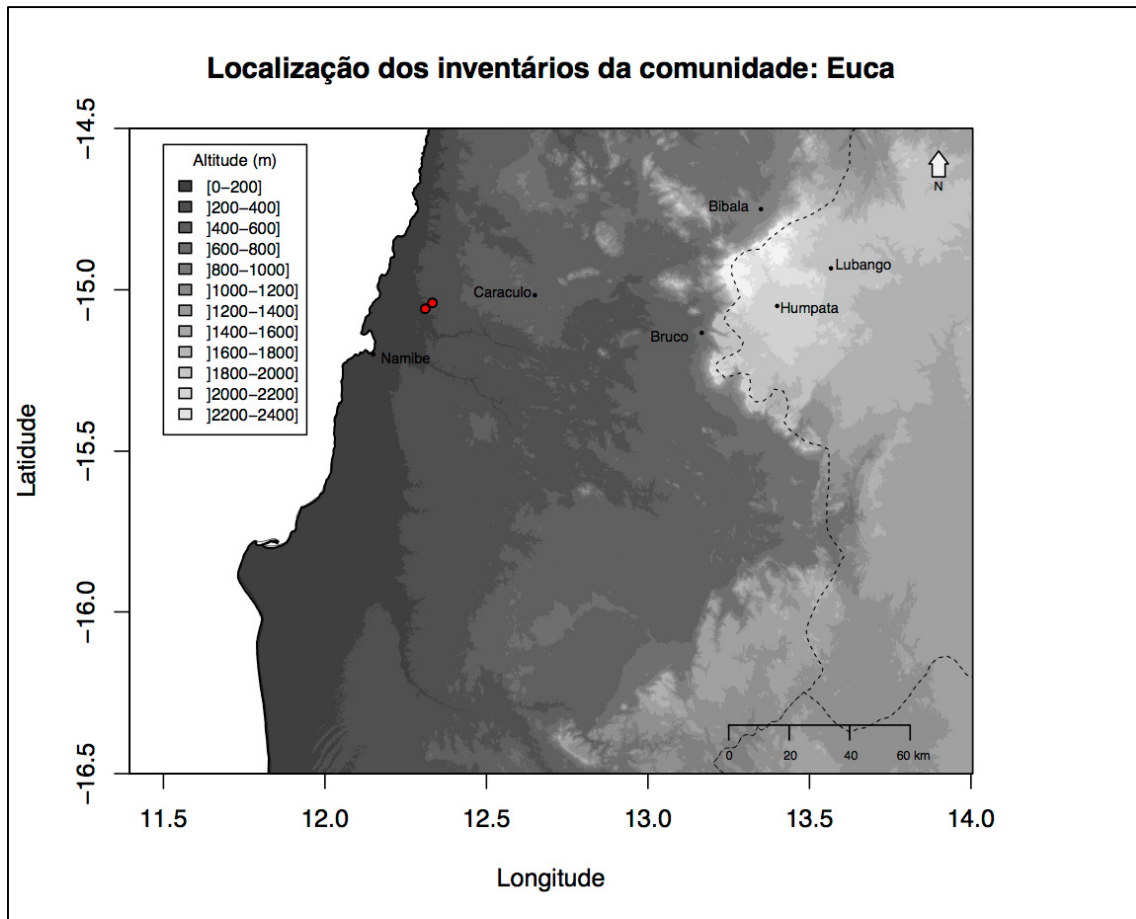 Localização dos inventários da comunidade: Euca
Altitude (m)
[0−200]
]200−400]
]400−600]
]600−800]
]800−1000]
]1000−1200]
]1200−1400]
]1400−1600]
]1600−1800]
]1800−2000]
]2000−2200]
]2200−2400]
N
Bibala
Lubango
Caraculo
Humpata
Bruco
Namibe
0 20 40 60 km
−14.5
−15.0
−15.5
−16.0
−16.5
Latidude
11.5 12.0 12.5 13.0 13.5 14.0
Longitude